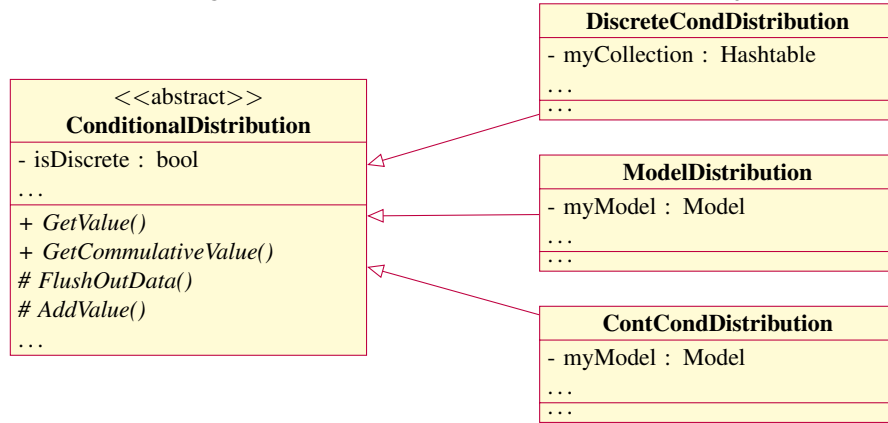 <<abstract>>
ConditionalDistribution
- isDiscrete : bool
...
+ GetValue()
+ GetCommulativeValue()
# FlushOutData()
# AddValue()
...
DiscreteCondDistribution
- myCollection : Hashtable
...
...
ModelDistribution
- myModel : Model
...
...
ContCondDistribution
- myModel : Model
...
...